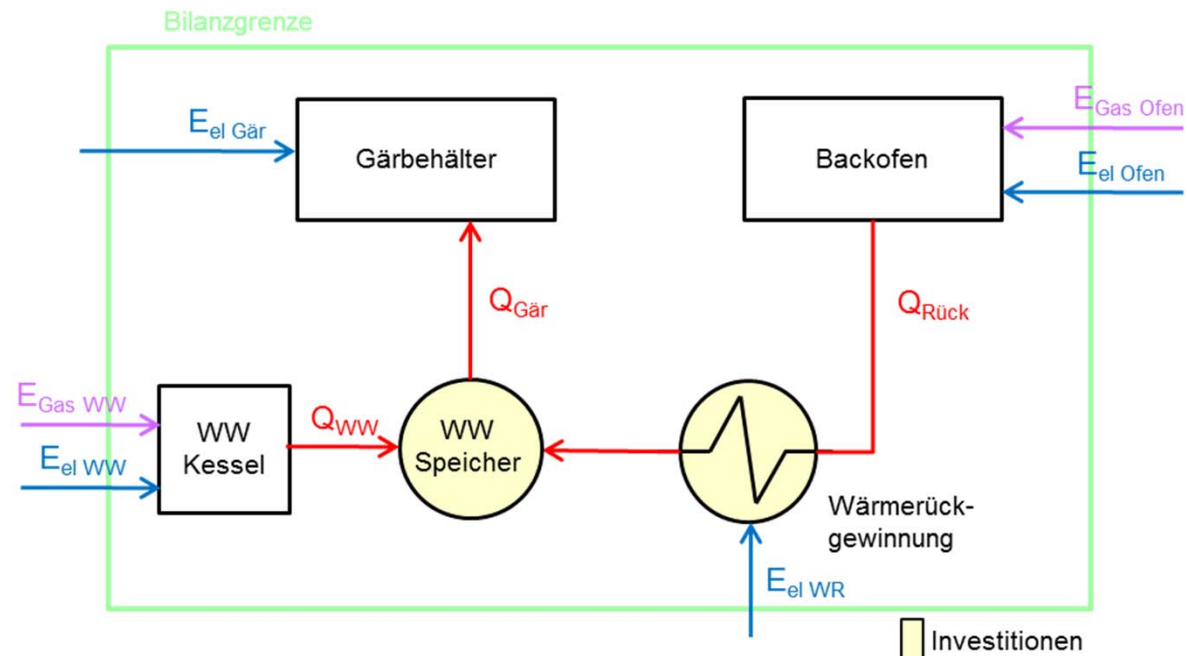 Bilanzgrenze
E el Gär
Gärbehälter
Backofen
E Gas Ofen
E el Ofen
Q Gär
Q Rück
E Gas WW
E el WW
WW
Kessel
Q WW
WW
Speicher
Wärmerück-
gewinnung
E el WR
Investitionen